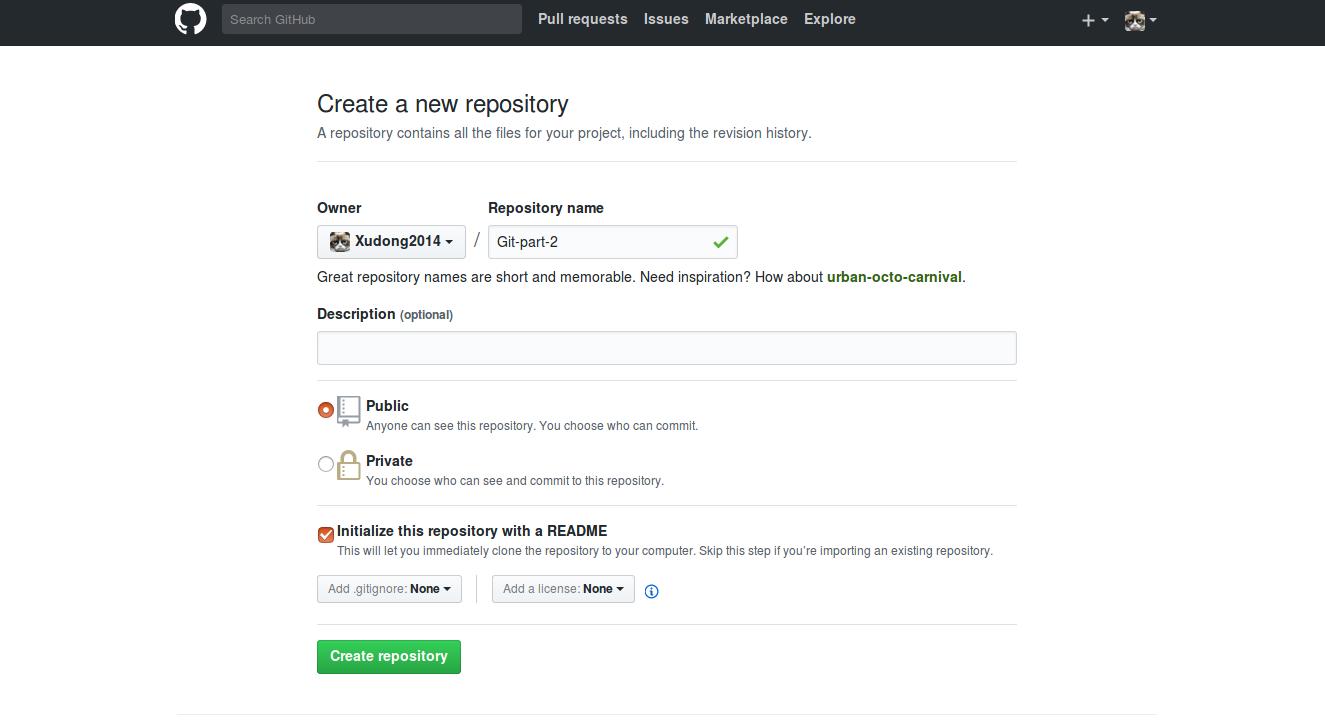 Search GitHub Pull requests Issues Marketplace Explore
Create a new repository
A repository contains all the files for your project, including the revision history.
Owner Repository name
Xudong2014 / Git-part-2
Great repository names are short and memorable. Need inspiration? How about urban-octo-carnival.
Description (optional)
Public
Anyone can see this repository. You choose who can commit.
Private
You choose who can see and commit to this repository.
Initialize this repository with a README
This will let you immediately clone the repository to your computer. Skip this step if you're importing an existing repository.
Add .gitignore: None Add a license: None
Create repository